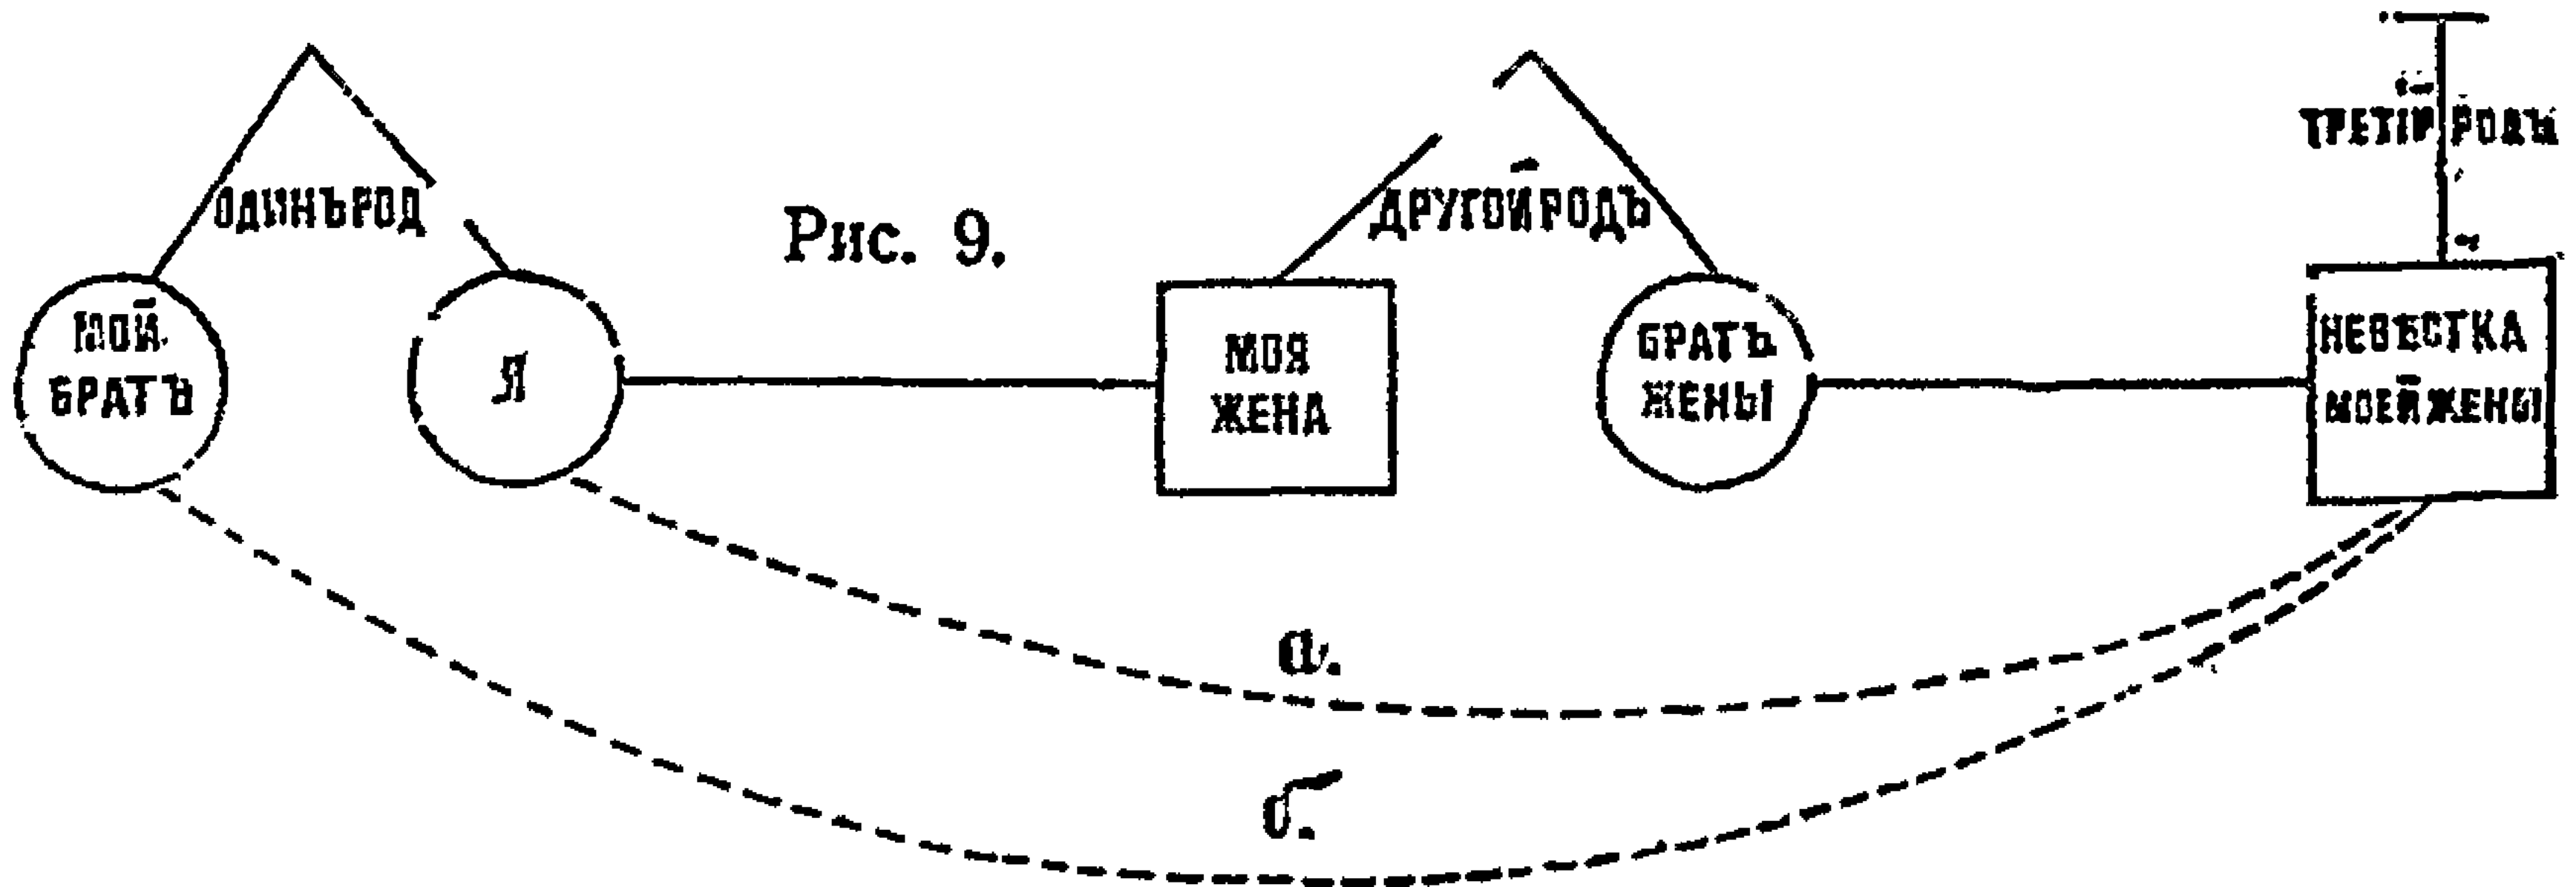 ТРЕТІЙ РОДЪ
ОДИНЪ РОД
Рис. 9.
ДРУГОЙ РОДЪ
МОЙ
БРАТЪ
Я
МОЯ
ЖЕНА
БРАТЪ
ЖЕНЫ
НЕВѢСТКА
МОЕЙ ЖЕНЫ
а.
б.